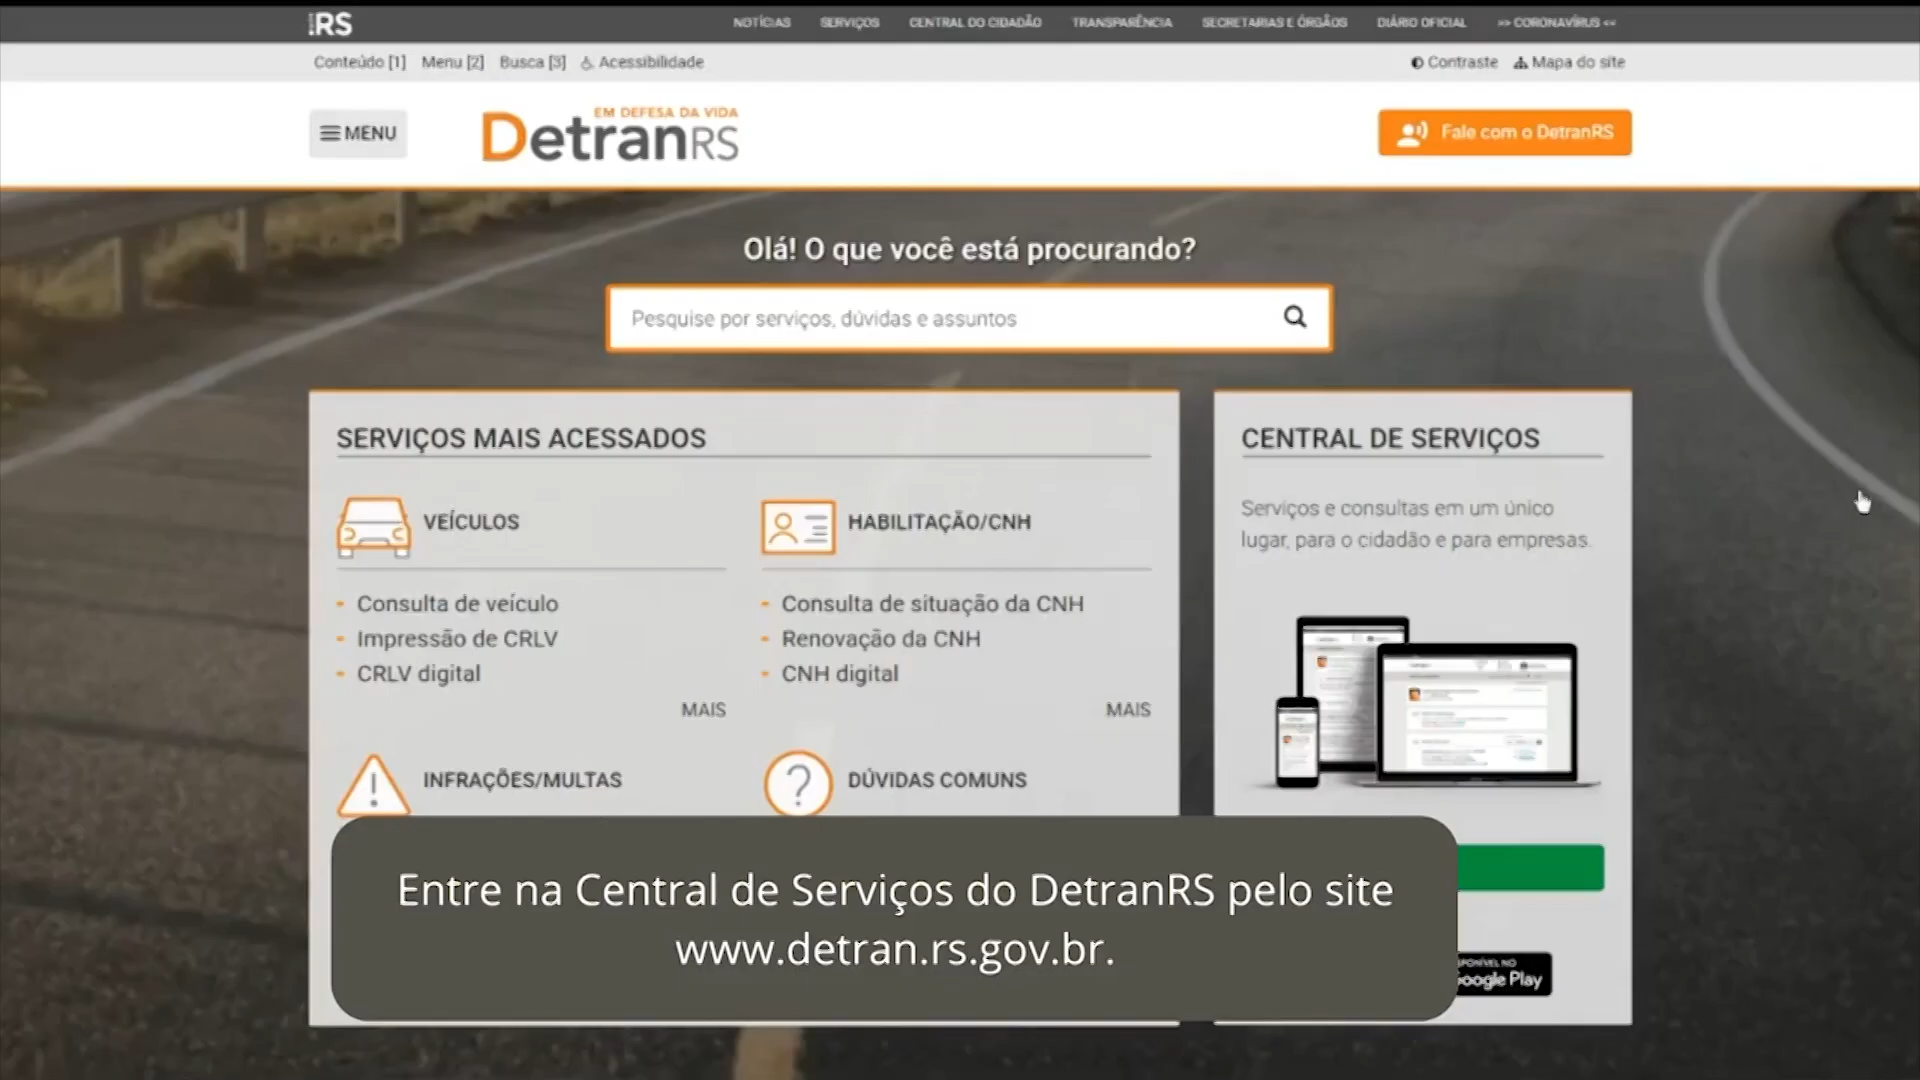 RS
NOTÍCIAS SERVIÇOS CENTRAL DO CIDADÃO TRANSPARÊNCIA SECRETARIAS E ÓRGÃOS DIÁRIO OFICIAL >> CORONAVÍRUS <<
Conteúdo [1] Menu [2] Busca [3] Acessibilidade
Contraste Mapa do site
MENU
EM DEFESA DA VIDA
DetranRS
Fale com o DetranRS
Olá! O que você está procurando?
Pesquise por serviços, dúvidas e assuntos
SERVIÇOS MAIS ACESSADOS
VEÍCULOS
- Consulta de veículo
- Impressão de CRLV
- CRLV digital
MAIS
HABILITAÇÃO/CNH
- Consulta de situação da CNH
- Renovação da CNH
- CNH digital
MAIS
INFRAÇÕES/MULTAS
DÚVIDAS COMUNS
CENTRAL DE SERVIÇOS
Serviços e consultas em um único
lugar, para o cidadão e para empresas.
NO
Google Play
Entre na Central de Serviços do DetranRS pelo site
www.detran.rs.gov.br.